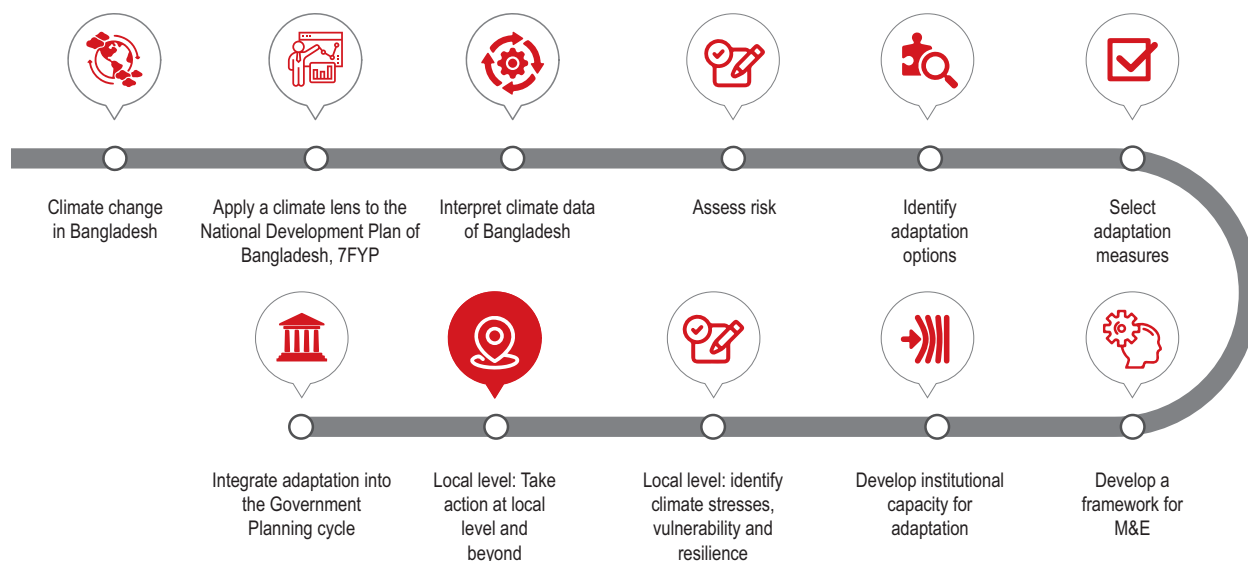 Climate change
in Bangladesh
Apply a climate lens to the
National Development Plan of
Bangladesh, 7FYP
Interpret climate data
of Bangladesh
Assess risk
Identify
adaptation
options
Select
adaptation
measures
Integrate adaptation into
the Government
Planning cycle
Local level: Take
action at local
level and
beyond
Local level: identify
climate stresses,
vulnerability and
resilience
Develop institutional
capacity for
adaptation
Develop a
framework for
M&E